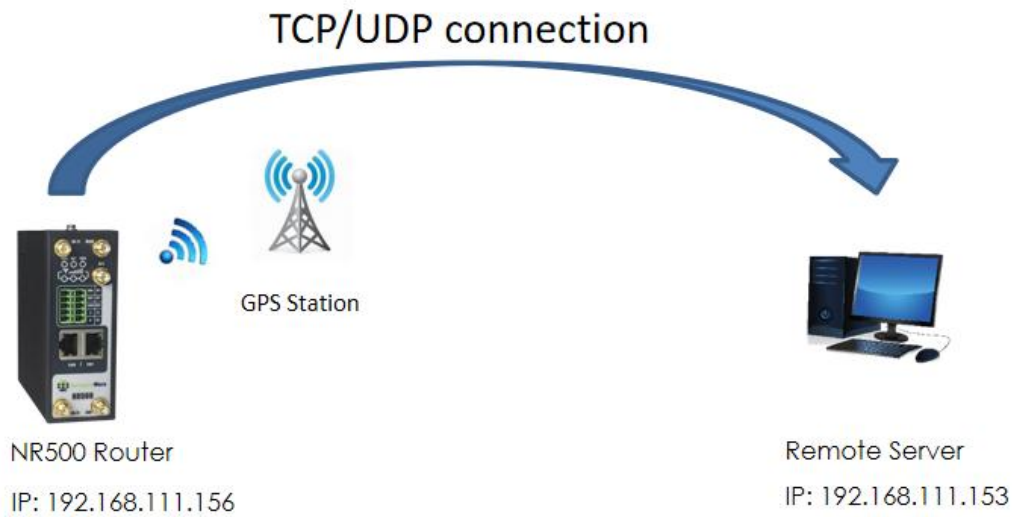 TCP/UDP connection
GPS Station
NR500
NR500 Router
IP: 192.168.111.156
Remote Server
IP: 192.168.111.153